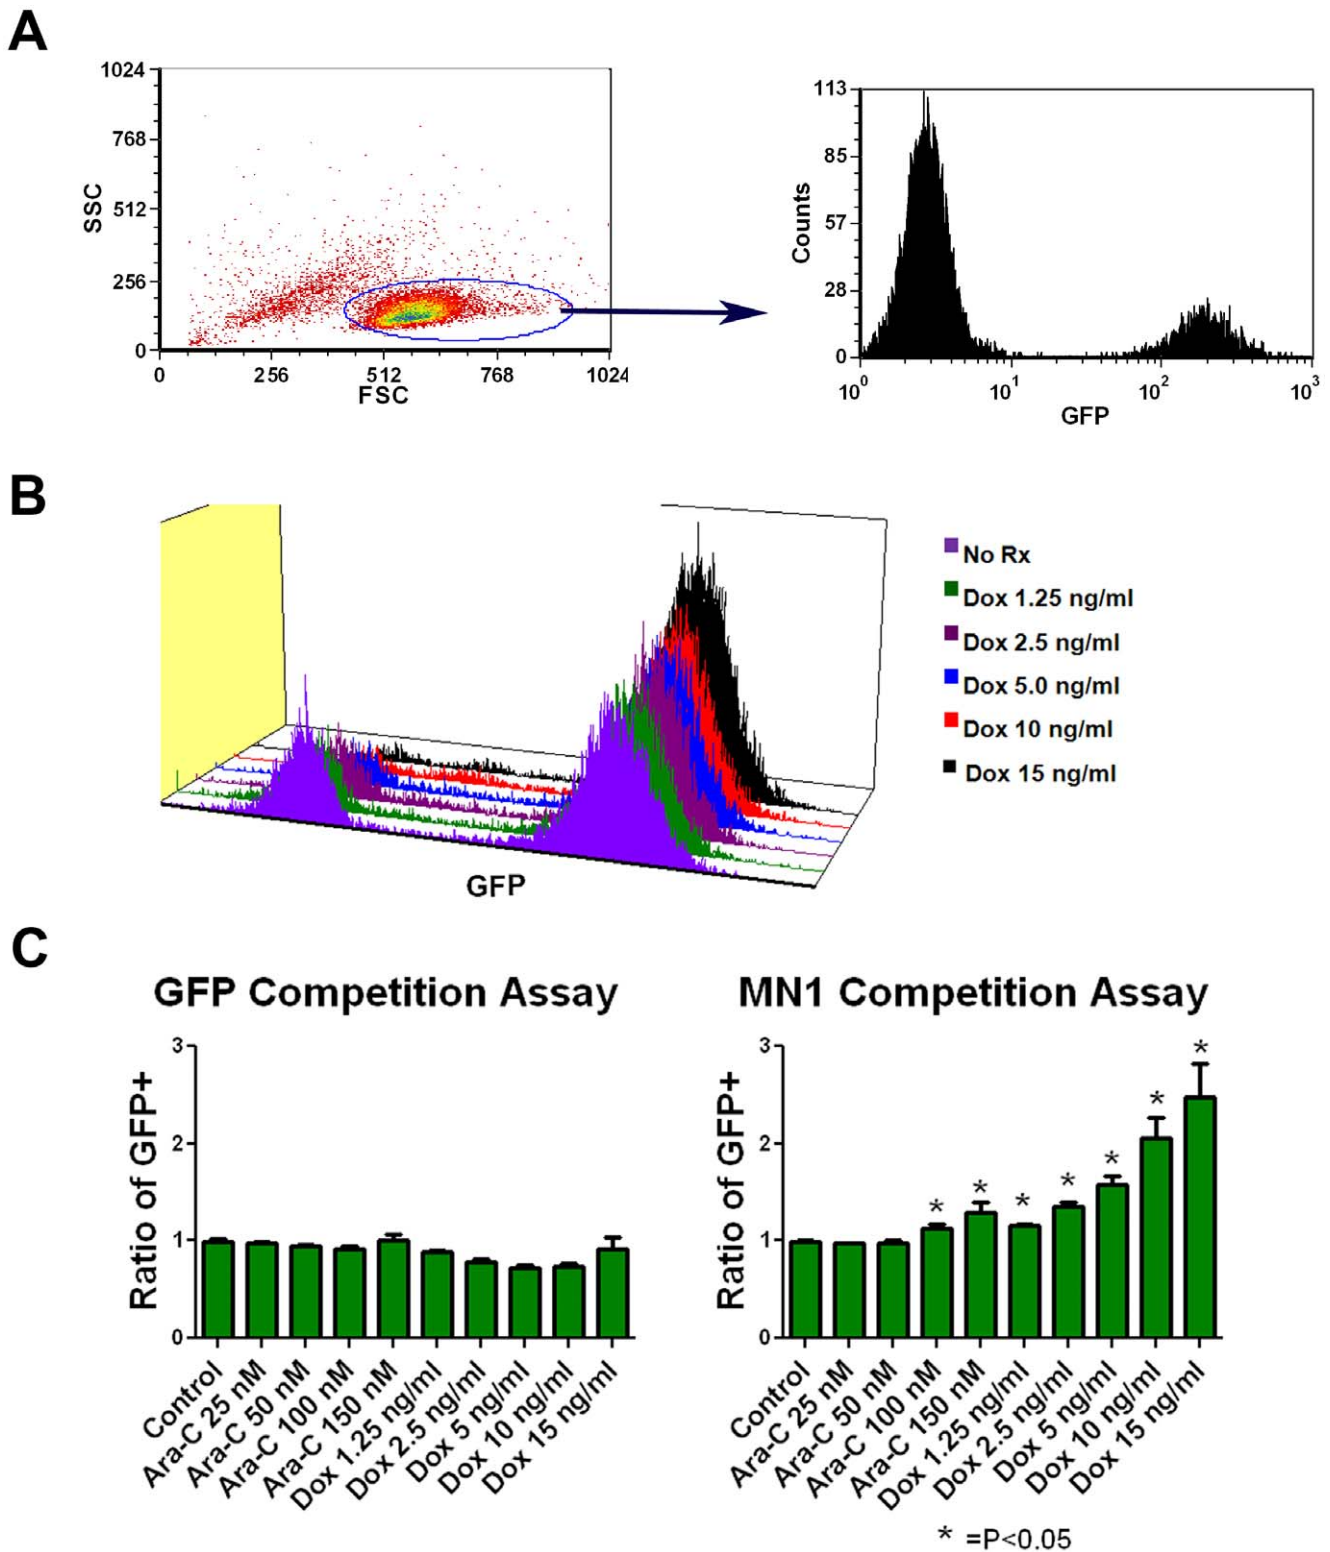 A
1024
768
512
256
0
SSC
0 256 512 768 1024
FSC
113
85
57
28
0
Counts
10^0 10^1 10^2 10^3
GFP
B
No Rx
Dox 1.25 ng/ml
Dox 2.5 ng/ml
Dox 5.0 ng/ml
Dox 10 ng/ml
Dox 15 ng/ml
GFP
C
GFP Competition Assay
3
2
1
0
Ratio of GFP+
Control
Ara-C 25 nM
Ara-C 50 nM
Ara-C 100 nM
Ara-C 150 nM
Dox 1.25 ng/ml
Dox 2.5 ng/ml
Dox 5 ng/ml
Dox 10 ng/ml
Dox 15 ng/ml
MN1 Competition Assay
3
2
1
0
Ratio of GFP+
* * * * * * *
Control
Ara-C 25 nM
Ara-C 50 nM
Ara-C 100 nM
Ara-C 150 nM
Dox 1.25 ng/ml
Dox 2.5 ng/ml
Dox 5 ng/ml
Dox 10 ng/ml
Dox 15 ng/ml
* =P<0.05